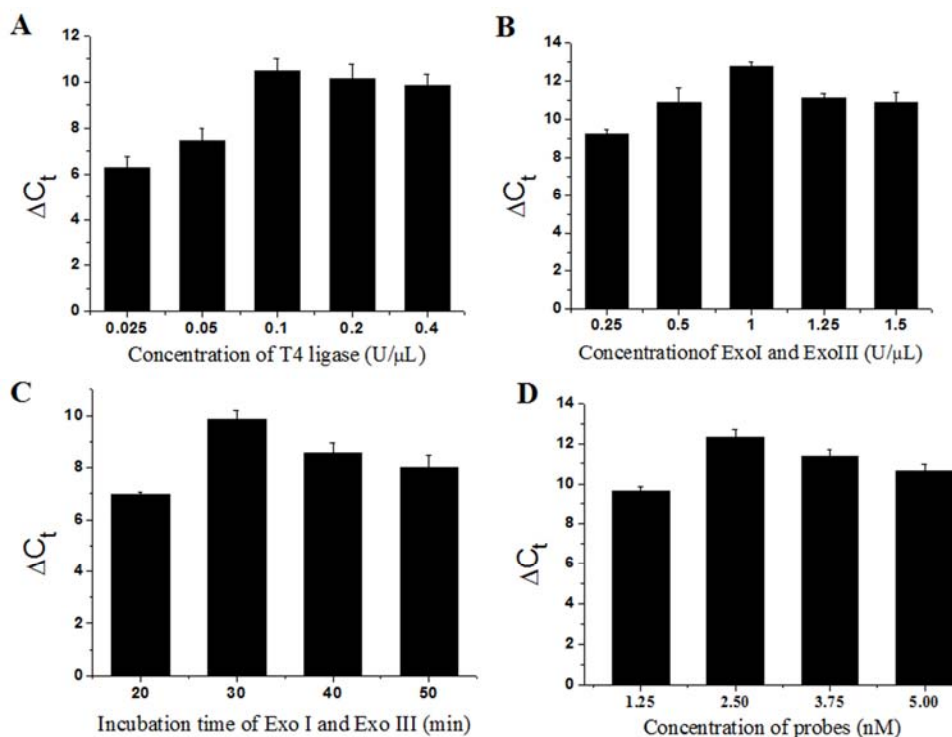 A
12
10
8
6
4
2
0
ΔCt
0.025 0.05 0.1 0.2 0.4
Concentration of T4 ligase (U/μL)
B
14
12
10
8
6
4
2
0
ΔCt
0.25 0.5 1 1.25 1.5
Concentrationof ExoI and ExoIII (U/μL)
C
10
8
6
4
2
0
ΔCt
20 30 40 50
Incubation time of Exo I and Exo III (min)
D
14
12
10
8
6
4
2
0
ΔCt
1.25 2.50 3.75 5.00
Concentration of probes (nM)